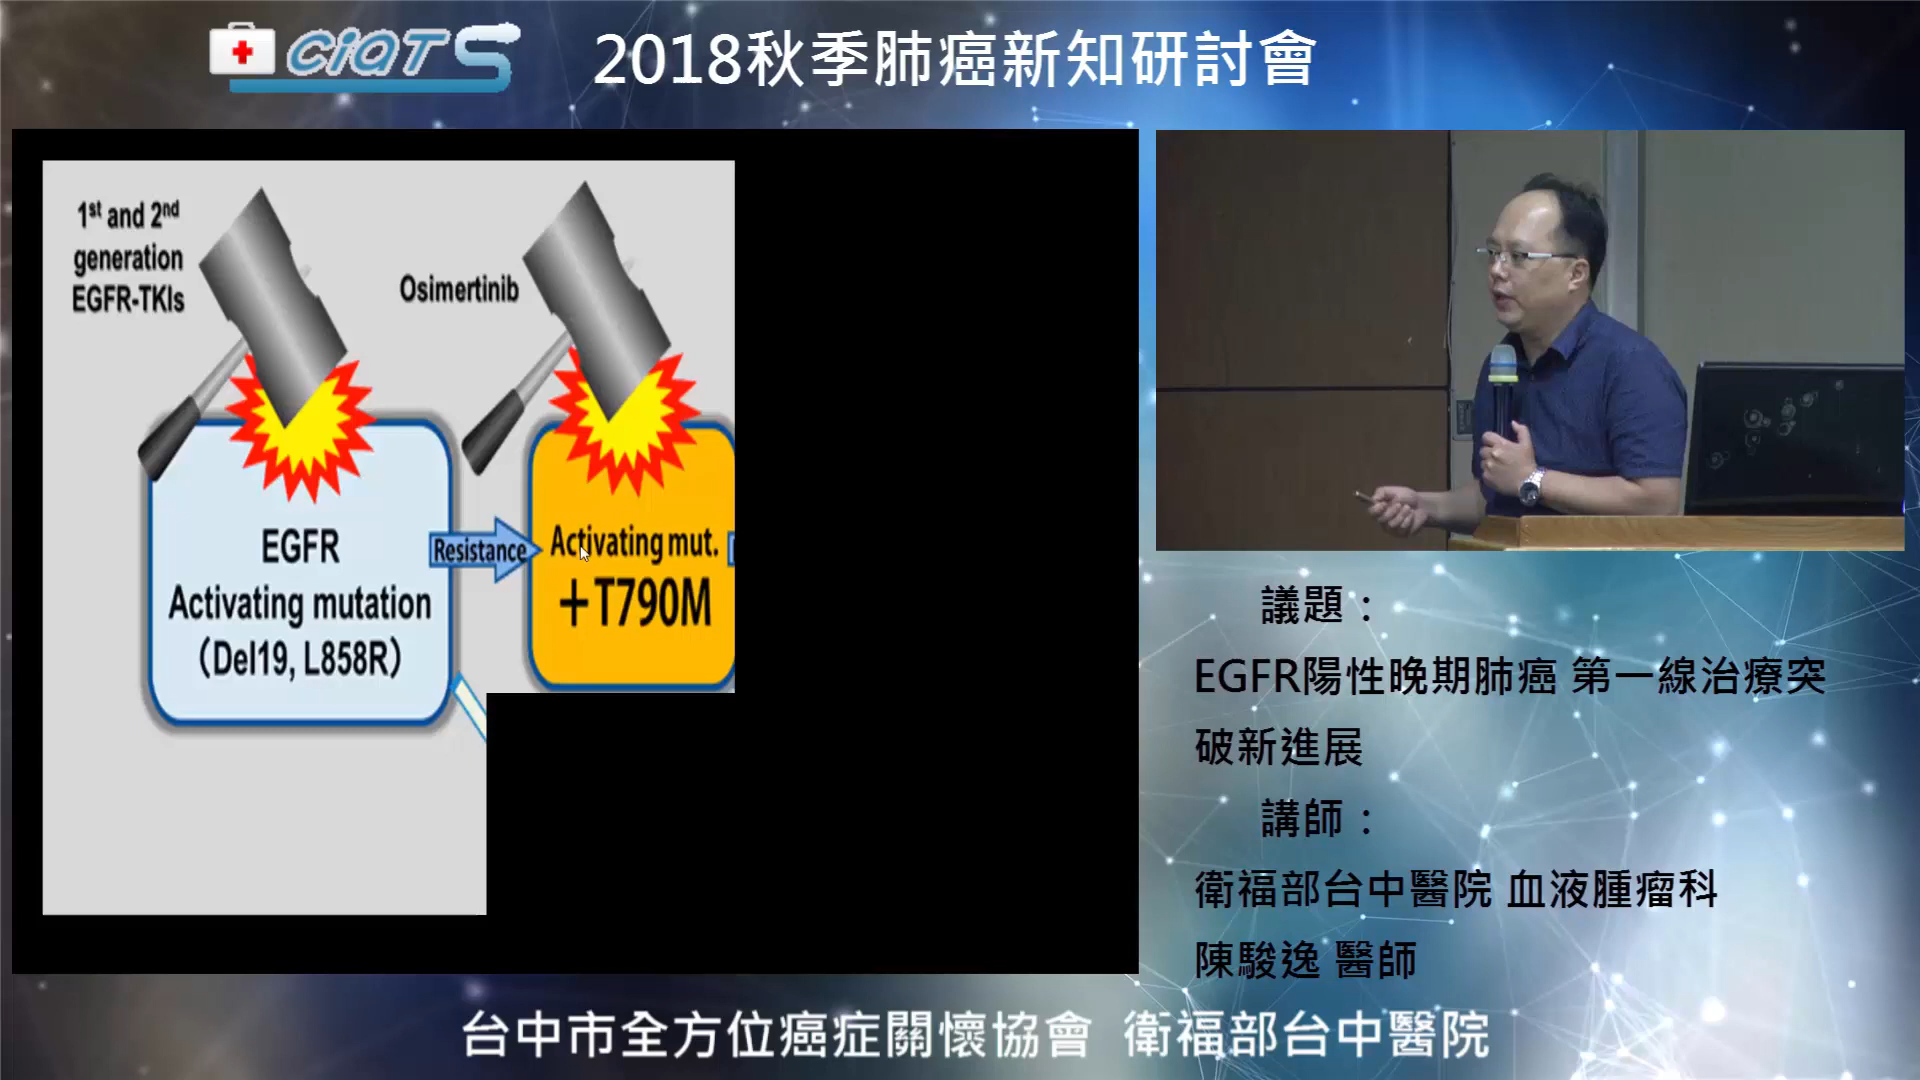 CiQTS
2018秋季肺癌新知研討會
1st and 2nd
generation
EGFR-TKIs
Osimertinib
EGFR
Activating mutation
(Del19, L858R)
Resistance
Activating mut.
+T790M
議題：
EGFR陽性晚期肺癌 第一線治療突
破新進展
講師：
衛福部台中醫院 血液腫瘤科
陳駿逸 醫師
台中市全方位癌症關懷協會 衛福部台中醫院